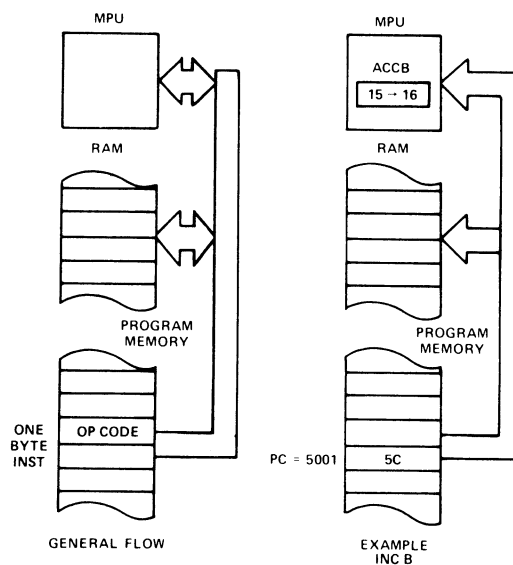 MPU
RAM
PROGRAM
MEMORY
ONE
BYTE
INST
OP CODE
GENERAL FLOW
MPU
ACCB
15 → 16
RAM
PROGRAM
MEMORY
PC = 5001
5C
EXAMPLE
INC B